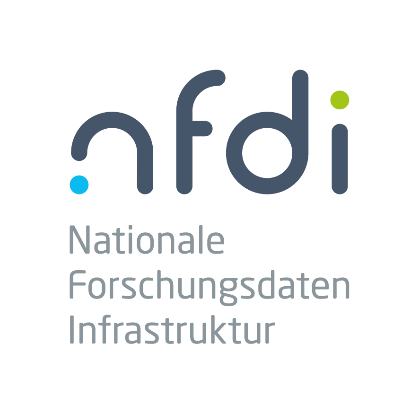 nfdi
Nationale
Forschungsdaten
Infrastruktur